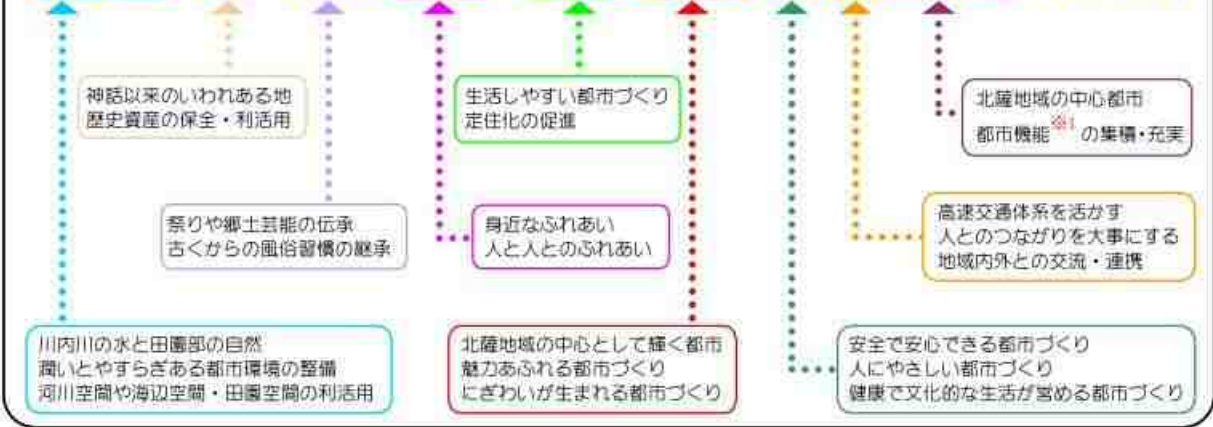 神話以来のいわれある地
歴史資産の保全・利活用
生活しやすい都市づくり
定住化の促進
北薩地域の中心都市
都市機能※1の集積・充実
祭りや郷土芸能の伝承
古くからの風俗習慣の継承
身近なふれあい
人と人とのふれあい
高速交通体系を活かす
人とのつながりを大事にする
地域内外との交流・連携
川内川の水と田園部の自然
潤いとやすらぎある都市環境の整備
河川空間や海辺空間・田園空間の利活用
北薩地域の中心として輝く都市
魅力あふれる都市づくり
にぎわいが生まれる都市づくり
安全で安心できる都市づくり
人にやさしい都市づくり
健康で文化的な生活が営める都市づくり